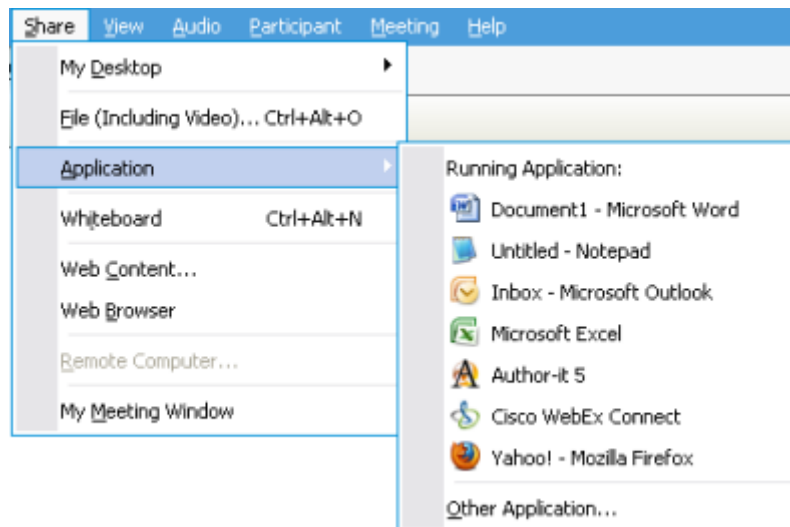 Share View Audio Participant Meeting Help
My Desktop
File (Including Video)... Ctrl+Alt+O
Application
Whiteboard Ctrl+Alt+N
Web Content...
Web Browser
Remote Computer...
My Meeting Window
Running Application:
Document1 - Microsoft Word
Untitled - Notepad
Inbox - Microsoft Outlook
Microsoft Excel
Author-it 5
Cisco WebEx Connect
Yahoo! - Mozilla Firefox
Other Application...